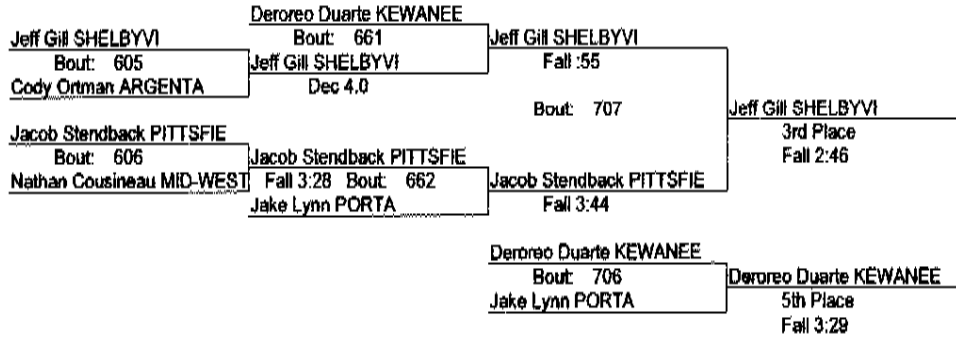 Deroreo Duarte KEWANEE
Jeff Gill SHELBYVI
Bout: 661
Jeff Gill SHELBYVI
Bout: 605
Jeff Gill SHELBYVI
Fall :55
Cody Ortman ARGENTA
Dec 4.0
Bout: 707
Jeff Gill SHELBYVI
Jacob Stendback PITTSFIE
3rd Place
Bout: 606
Jacob Stendback PITTSFIE
Fall 2:46
Nathan Cousineau MID-WEST
Fall 3:28 Bout: 662
Jacob Stendback PITTSFIE
Jake Lynn PORTA
Fall 3:44
Deroreo Duarte KEWANEE
Bout: 706
Deroreo Duarte KEWANEE
Jake Lynn PORTA
5th Place
Fall 3:29